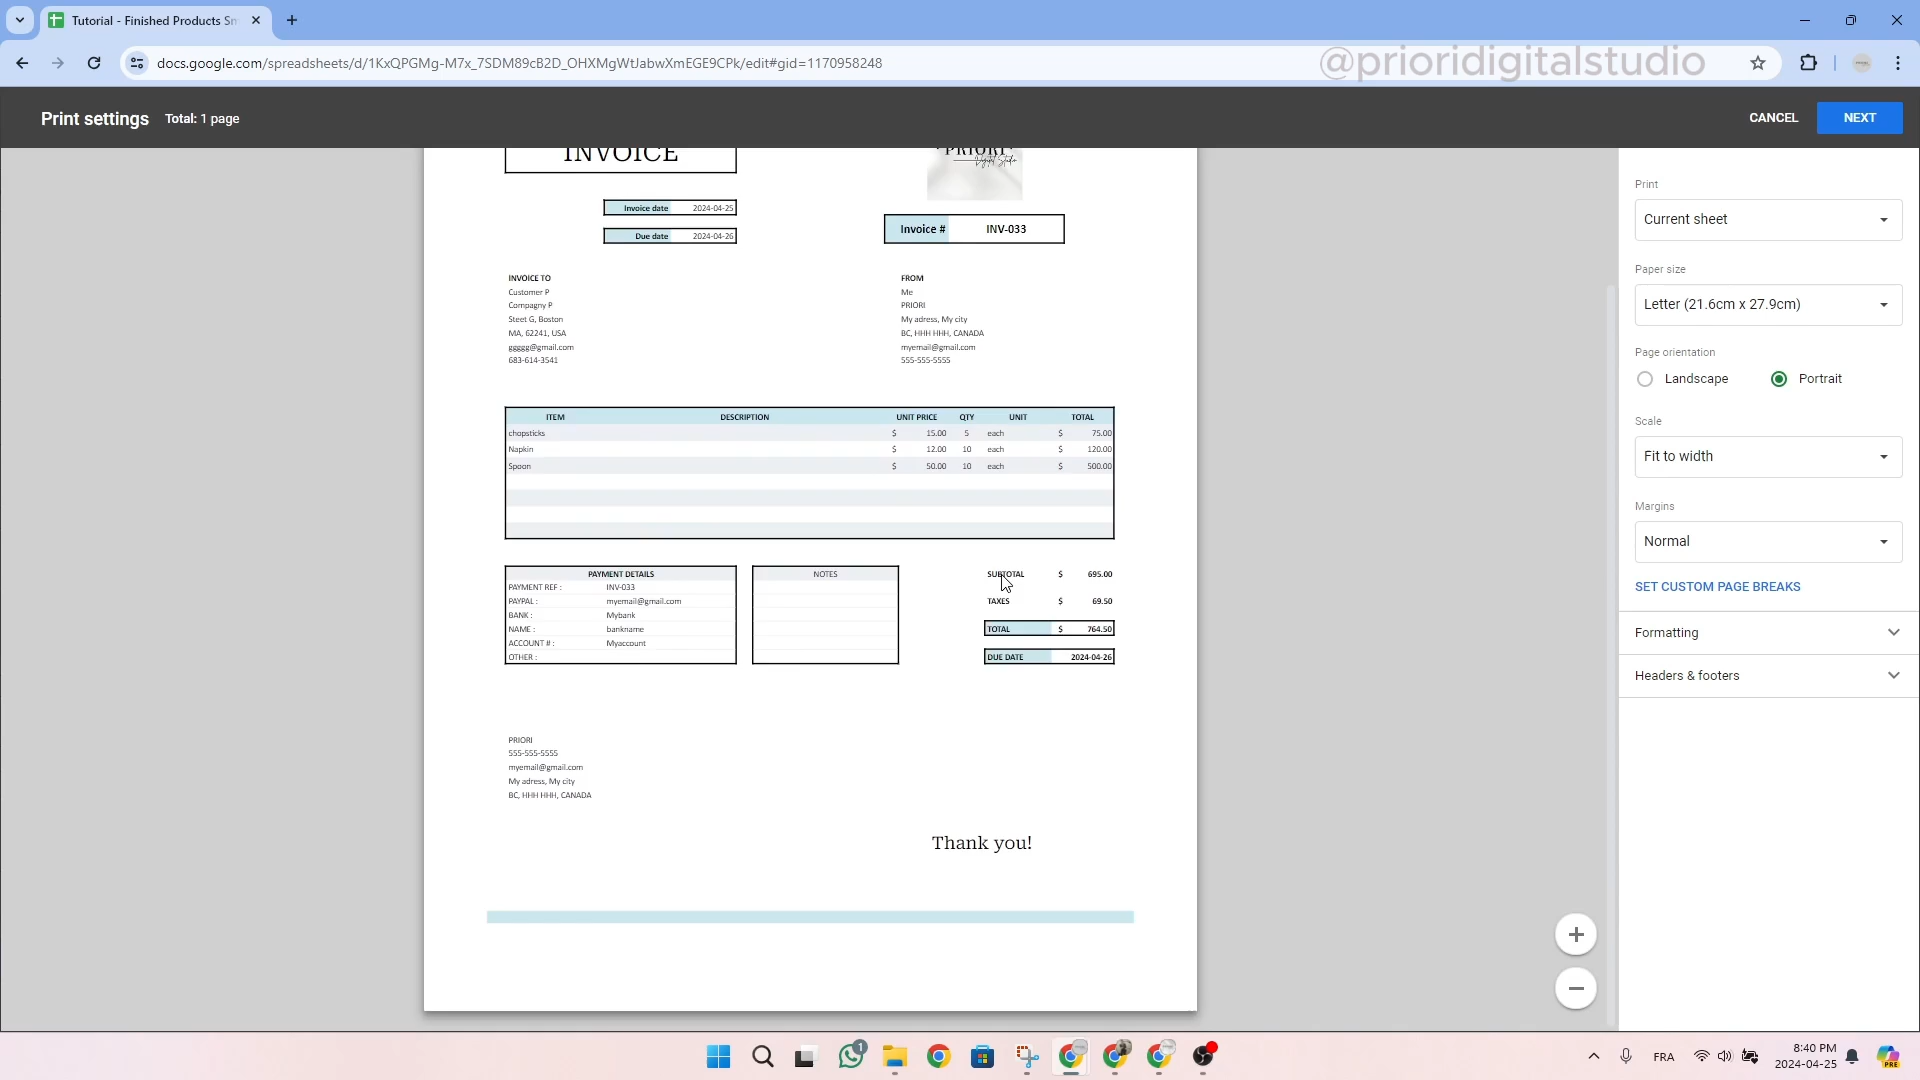 Tutorial - Finished Products Sm
docs.google.com/spreadsheets/d/1KxQPGMg-M7x_7SDM89cB2D_OHXMgWtJabwXmEGE9CPk/edit#gid=1170958248
@prioridigitalstudio
Print settings Total: 1 page
CANCEL NEXT
INVOICE
PRIORI
Digital Studio
Invoice date 2024-04-25
Due date 2024-04-26
Invoice # INV-033
INVOICE TO
Customer P
Compagny P
Steet G, Boston
MA, 62241, USA
ggggg@gmail.com
683-614-3541
FROM
Me
PRIORI
My adress, My city
BC, HHH HHH, CANADA
myemail@gmail.com
555-555-5555
ITEM DESCRIPTION UNIT PRICE QTY UNIT TOTAL
chopsticks $ 15.00 5 each $ 75.00
Napkin $ 12.00 10 each $ 120.00
Spoon $ 50.00 10 each $ 500.00
PAYMENT DETAILS
PAYMENT REF : INV-033
PAYPAL : myemail@gmail.com
BANK : Mybank
NAME : bankname
ACCOUNT # : Myaccount
OTHER :
NOTES
SUBTOTAL $ 695.00
TAXES $ 69.50
TOTAL $ 764.50
DUE DATE 2024-04-26
PRIORI
555-555-5555
myemail@gmail.com
My adress, My city
BC, HHH HHH, CANADA
Thank you!
Print
Current sheet
Paper size
Letter (21.6cm x 27.9cm)
Page orientation
Landscape Portrait
Scale
Fit to width
Margins
Normal
SET CUSTOM PAGE BREAKS
Formatting
Headers & footers
1
FRA
8:40 PM
2024-04-25
PRE